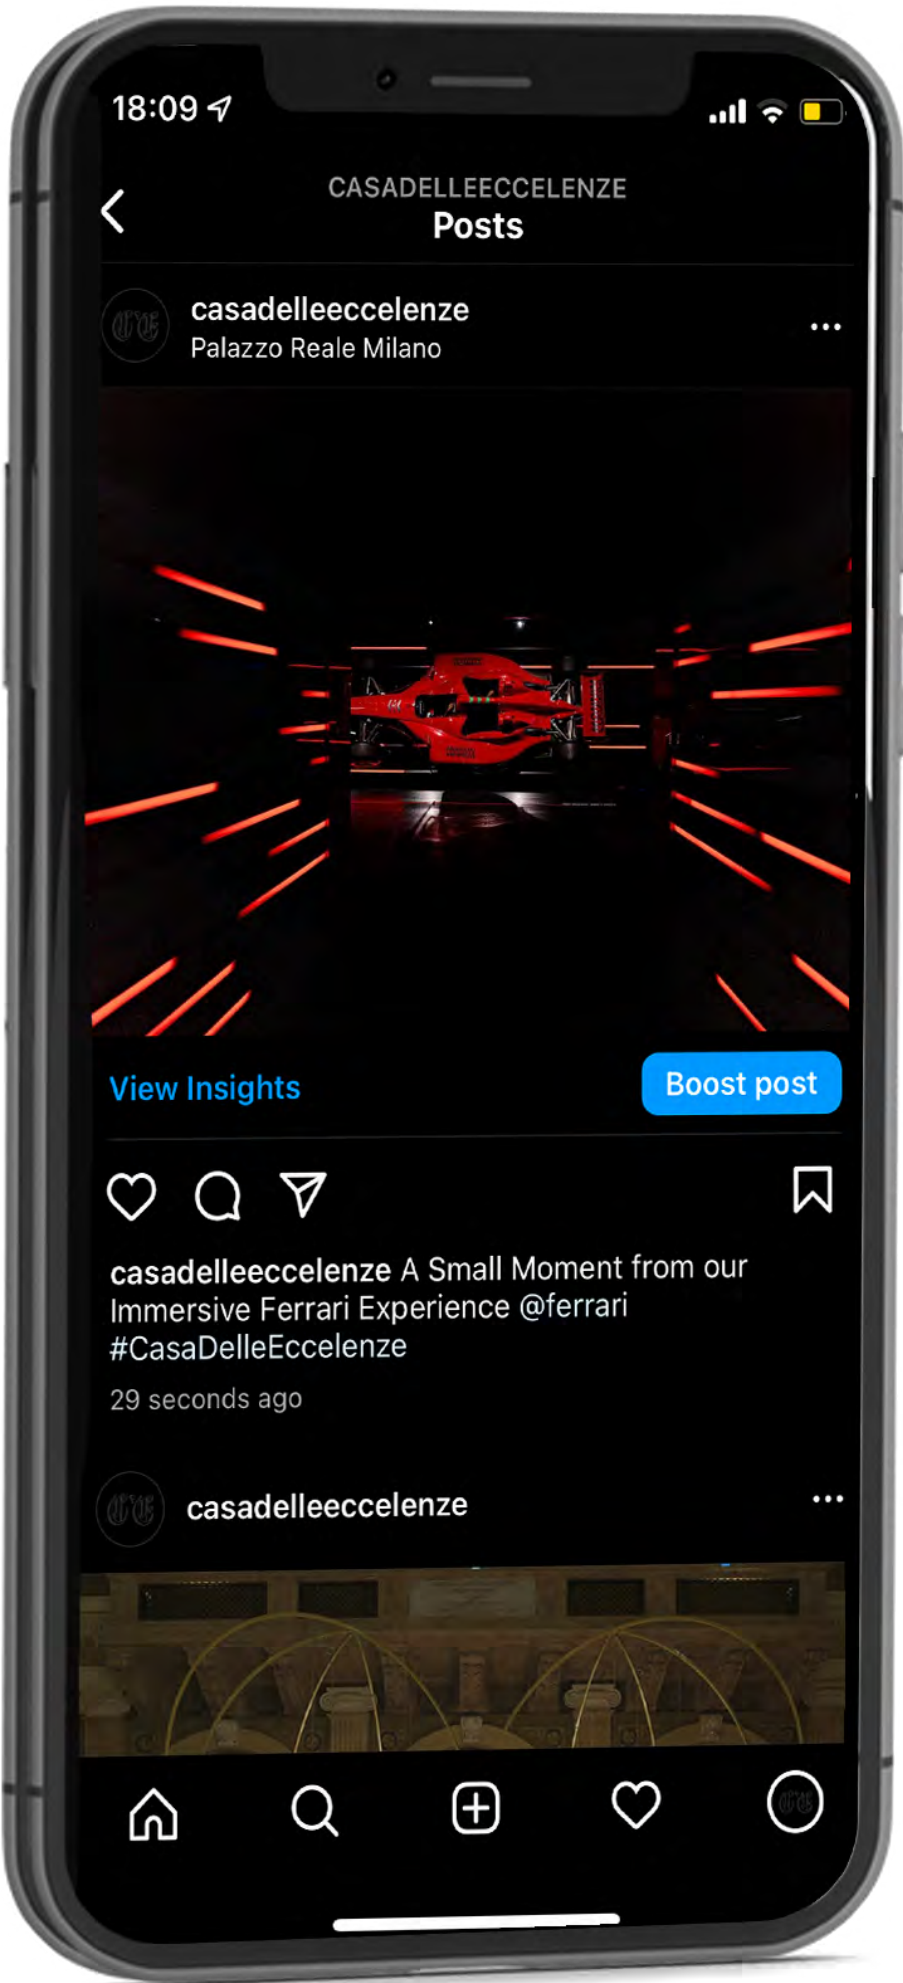 18:09
CASADELLEECCELENZE
Posts
casadelleeccelenze
Palazzo Reale Milano
View Insights
Boost post
casadelleeccelenze A Small Moment from our
Immersive Ferrari Experience @ferrari
#CasaDelleEccelenze
29 seconds ago
casadelleeccelenze